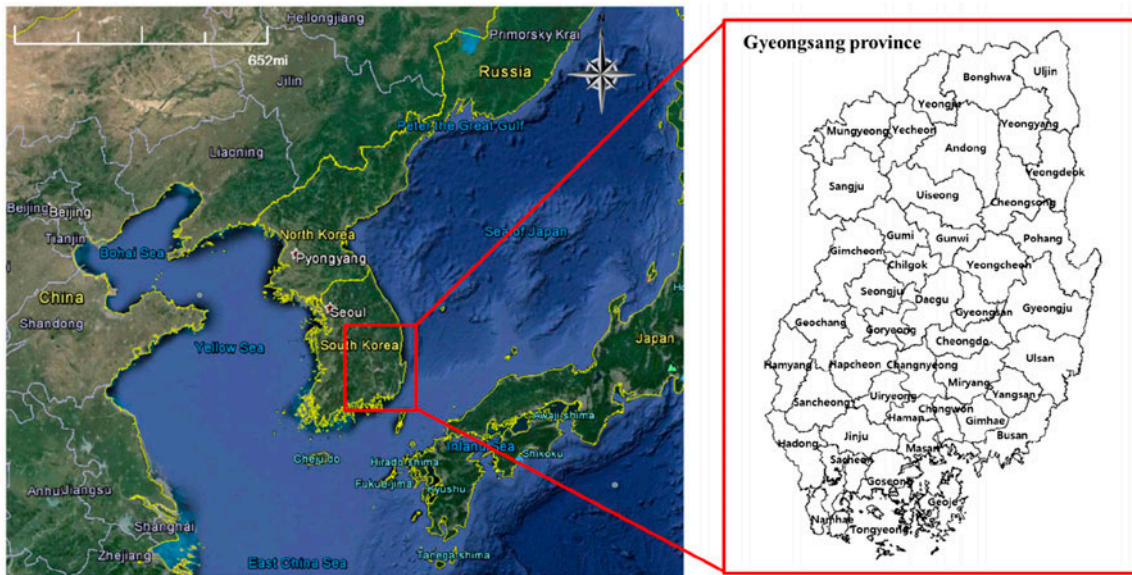 Heilongjiang
N
Primorsky Krai
652mi
Jilin
Russia
Peter the Great Gulf
Liaoning
Beijing
Beijing
Tianjin
Bohai Sea
North Korea
Pyongyang
Sea of Japan
China
Shandong
Seoul
Yellow Sea
South Korea
Japan
Awaji shima
Inland Sea
Cheju do
Hirado shima
Shikoku
Fukue jima
Kyushu
Anhui
Jiangsu
Shanghai
Zhejiang
Tanega shima
East China Sea
Gyeongsang province
Bonghwa
Uljin
Yeongju
Mungyeong
Yecheon
Yeongyang
Andong
Yeongdeok
Sangju
Uiseong
Cheongsong
Gumi
Gunwi
Pohang
Gimcheon
Chilgok
Yeongcheon
Seongju
Daegu
Gyeongsan
Gyeongju
Geochang
Goryeong
Cheongdo
Ulsan
Hamyang
Hapcheon
Changnyeong
Miryang
Yangsan
Sancheong
Uiryeong
Changwon
Haman
Gimhae
Busan
Hadong
Jinju
Masan
Sacheon
Goseong
Geoje
Namhae
Tongyeong